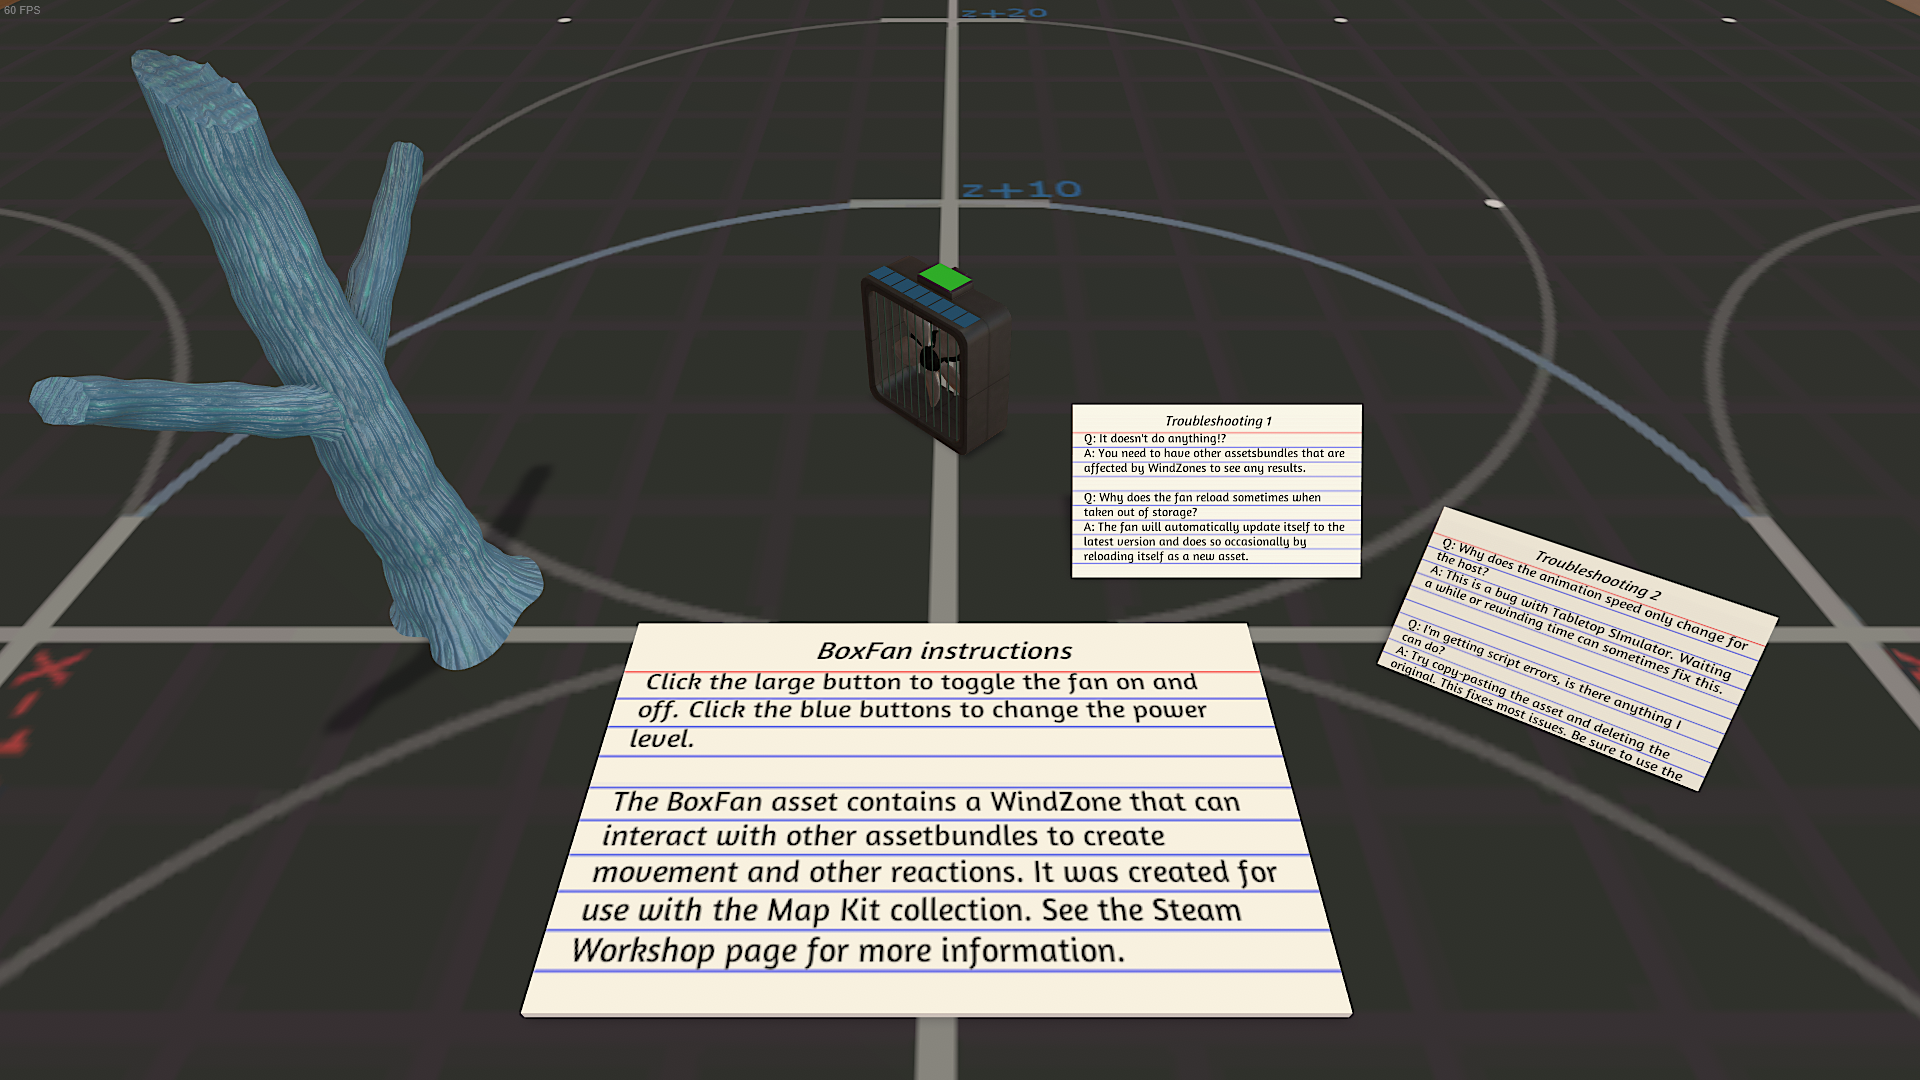 60 FPS
z+20
z+10
Troubleshooting 1
Q: It doesn't do anything!?
A: You need to have other assetsbundles that are
affected by WindZones to see any results.
Q: Why does the fan reload sometimes when
taken out of storage?
A: The fan will automatically update itself to the
latest version and does so occasionally by
reloading itself as a new asset.
Troubleshooting 2
Q: Why does the animation speed only change for
the host?
A: This is a bug with Tabletop SImulator. Waiting
a while or rewinding time can sometimes fix this.
Q: I'm getting script errors, is there anything I
can do?
A: Try copy-pasting the asset and deleting the
original. This fixes most issues. Be sure to use the
BoxFan instructions
Click the large button to toggle the fan on and
off. Click the blue buttons to change the power
level.
The BoxFan asset contains a WindZone that can
interact with other assetbundles to create
movement and other reactions. It was created for
use with the Map Kit collection. See the Steam
Workshop page for more information.